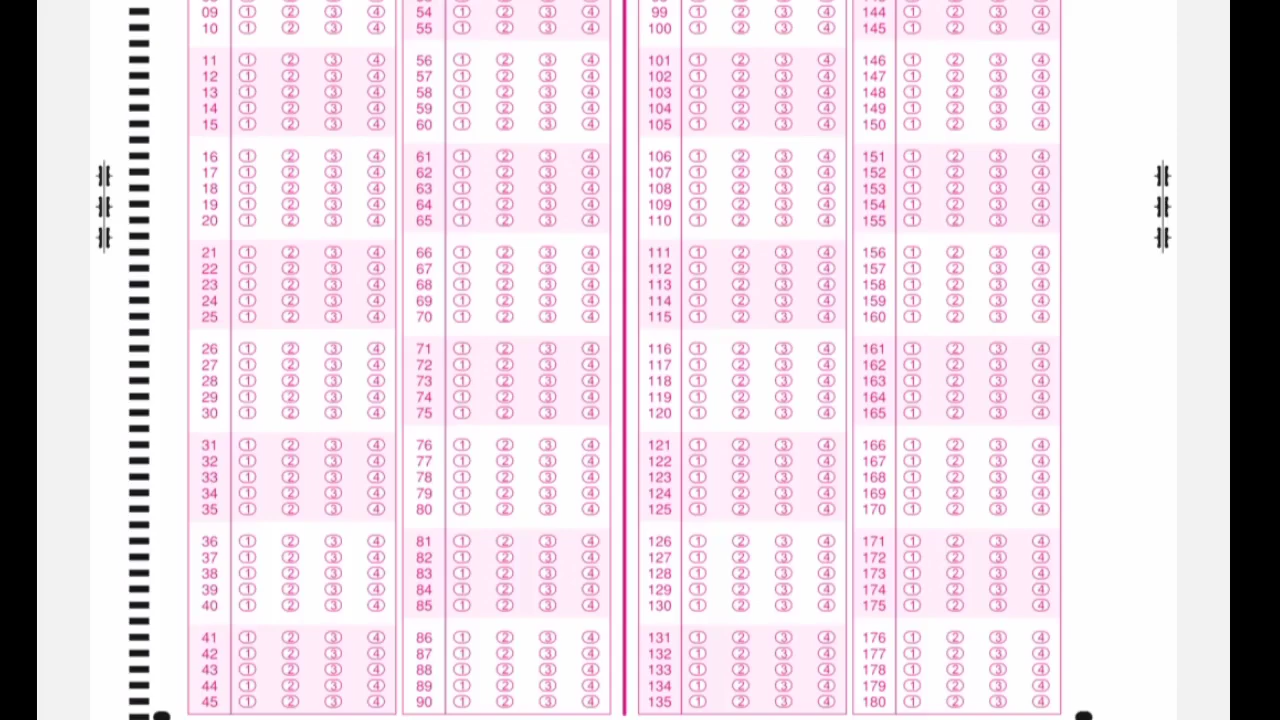 09 ① ② ③ ④ 54 ① ② ③ ④ 99 ① ② ③ ④ 144 ① ② ③ ④
10 ① ② ③ ④ 55 ① ② ③ ④ 100 ① ② ③ ④ 145 ① ② ③ ④
11 ① ② ③ ④ 56 ① ② ③ ④ 101 ① ② ③ ④ 146 ① ② ③ ④
12 ① ② ③ ④ 57 ① ② ③ ④ 102 ① ② ③ ④ 147 ① ② ③ ④
13 ① ② ③ ④ 58 ① ② ③ ④ 103 ① ② ③ ④ 148 ① ② ③ ④
14 ① ② ③ ④ 59 ① ② ③ ④ 104 ① ② ③ ④ 149 ① ② ③ ④
15 ① ② ③ ④ 60 ① ② ③ ④ 105 ① ② ③ ④ 150 ① ② ③ ④
16 ① ② ③ ④ 61 ① ② ③ ④ 106 ① ② ③ ④ 151 ① ② ③ ④
17 ① ② ③ ④ 62 ① ② ③ ④ 107 ① ② ③ ④ 152 ① ② ③ ④
18 ① ② ③ ④ 63 ① ② ③ ④ 108 ① ② ③ ④ 153 ① ② ③ ④
19 ① ② ③ ④ 64 ① ② ③ ④ 109 ① ② ③ ④ 154 ① ② ③ ④
20 ① ② ③ ④ 65 ① ② ③ ④ 110 ① ② ③ ④ 155 ① ② ③ ④
21 ① ② ③ ④ 66 ① ② ③ ④ 111 ① ② ③ ④ 156 ① ② ③ ④
22 ① ② ③ ④ 67 ① ② ③ ④ 112 ① ② ③ ④ 157 ① ② ③ ④
23 ① ② ③ ④ 68 ① ② ③ ④ 113 ① ② ③ ④ 158 ① ② ③ ④
24 ① ② ③ ④ 69 ① ② ③ ④ 114 ① ② ③ ④ 159 ① ② ③ ④
25 ① ② ③ ④ 70 ① ② ③ ④ 115 ① ② ③ ④ 160 ① ② ③ ④
26 ① ② ③ ④ 71 ① ② ③ ④ 116 ① ② ③ ④ 161 ① ② ③ ④
27 ① ② ③ ④ 72 ① ② ③ ④ 117 ① ② ③ ④ 162 ① ② ③ ④
28 ① ② ③ ④ 73 ① ② ③ ④ 118 ① ② ③ ④ 163 ① ② ③ ④
29 ① ② ③ ④ 74 ① ② ③ ④ 119 ① ② ③ ④ 164 ① ② ③ ④
30 ① ② ③ ④ 75 ① ② ③ ④ 120 ① ② ③ ④ 165 ① ② ③ ④
31 ① ② ③ ④ 76 ① ② ③ ④ 121 ① ② ③ ④ 166 ① ② ③ ④
32 ① ② ③ ④ 77 ① ② ③ ④ 122 ① ② ③ ④ 167 ① ② ③ ④
33 ① ② ③ ④ 78 ① ② ③ ④ 123 ① ② ③ ④ 168 ① ② ③ ④
34 ① ② ③ ④ 79 ① ② ③ ④ 124 ① ② ③ ④ 169 ① ② ③ ④
35 ① ② ③ ④ 80 ① ② ③ ④ 125 ① ② ③ ④ 170 ① ② ③ ④
36 ① ② ③ ④ 81 ① ② ③ ④ 126 ① ② ③ ④ 171 ① ② ③ ④
37 ① ② ③ ④ 82 ① ② ③ ④ 127 ① ② ③ ④ 172 ① ② ③ ④
38 ① ② ③ ④ 83 ① ② ③ ④ 128 ① ② ③ ④ 173 ① ② ③ ④
39 ① ② ③ ④ 84 ① ② ③ ④ 129 ① ② ③ ④ 174 ① ② ③ ④
40 ① ② ③ ④ 85 ① ② ③ ④ 130 ① ② ③ ④ 175 ① ② ③ ④
41 ① ② ③ ④ 86 ① ② ③ ④ 131 ① ② ③ ④ 176 ① ② ③ ④
42 ① ② ③ ④ 87 ① ② ③ ④ 132 ① ② ③ ④ 177 ① ② ③ ④
43 ① ② ③ ④ 88 ① ② ③ ④ 133 ① ② ③ ④ 178 ① ② ③ ④
44 ① ② ③ ④ 89 ① ② ③ ④ 134 ① ② ③ ④ 179 ① ② ③ ④
45 ① ② ③ ④ 90 ① ② ③ ④ 135 ① ② ③ ④ 180 ① ② ③ ④